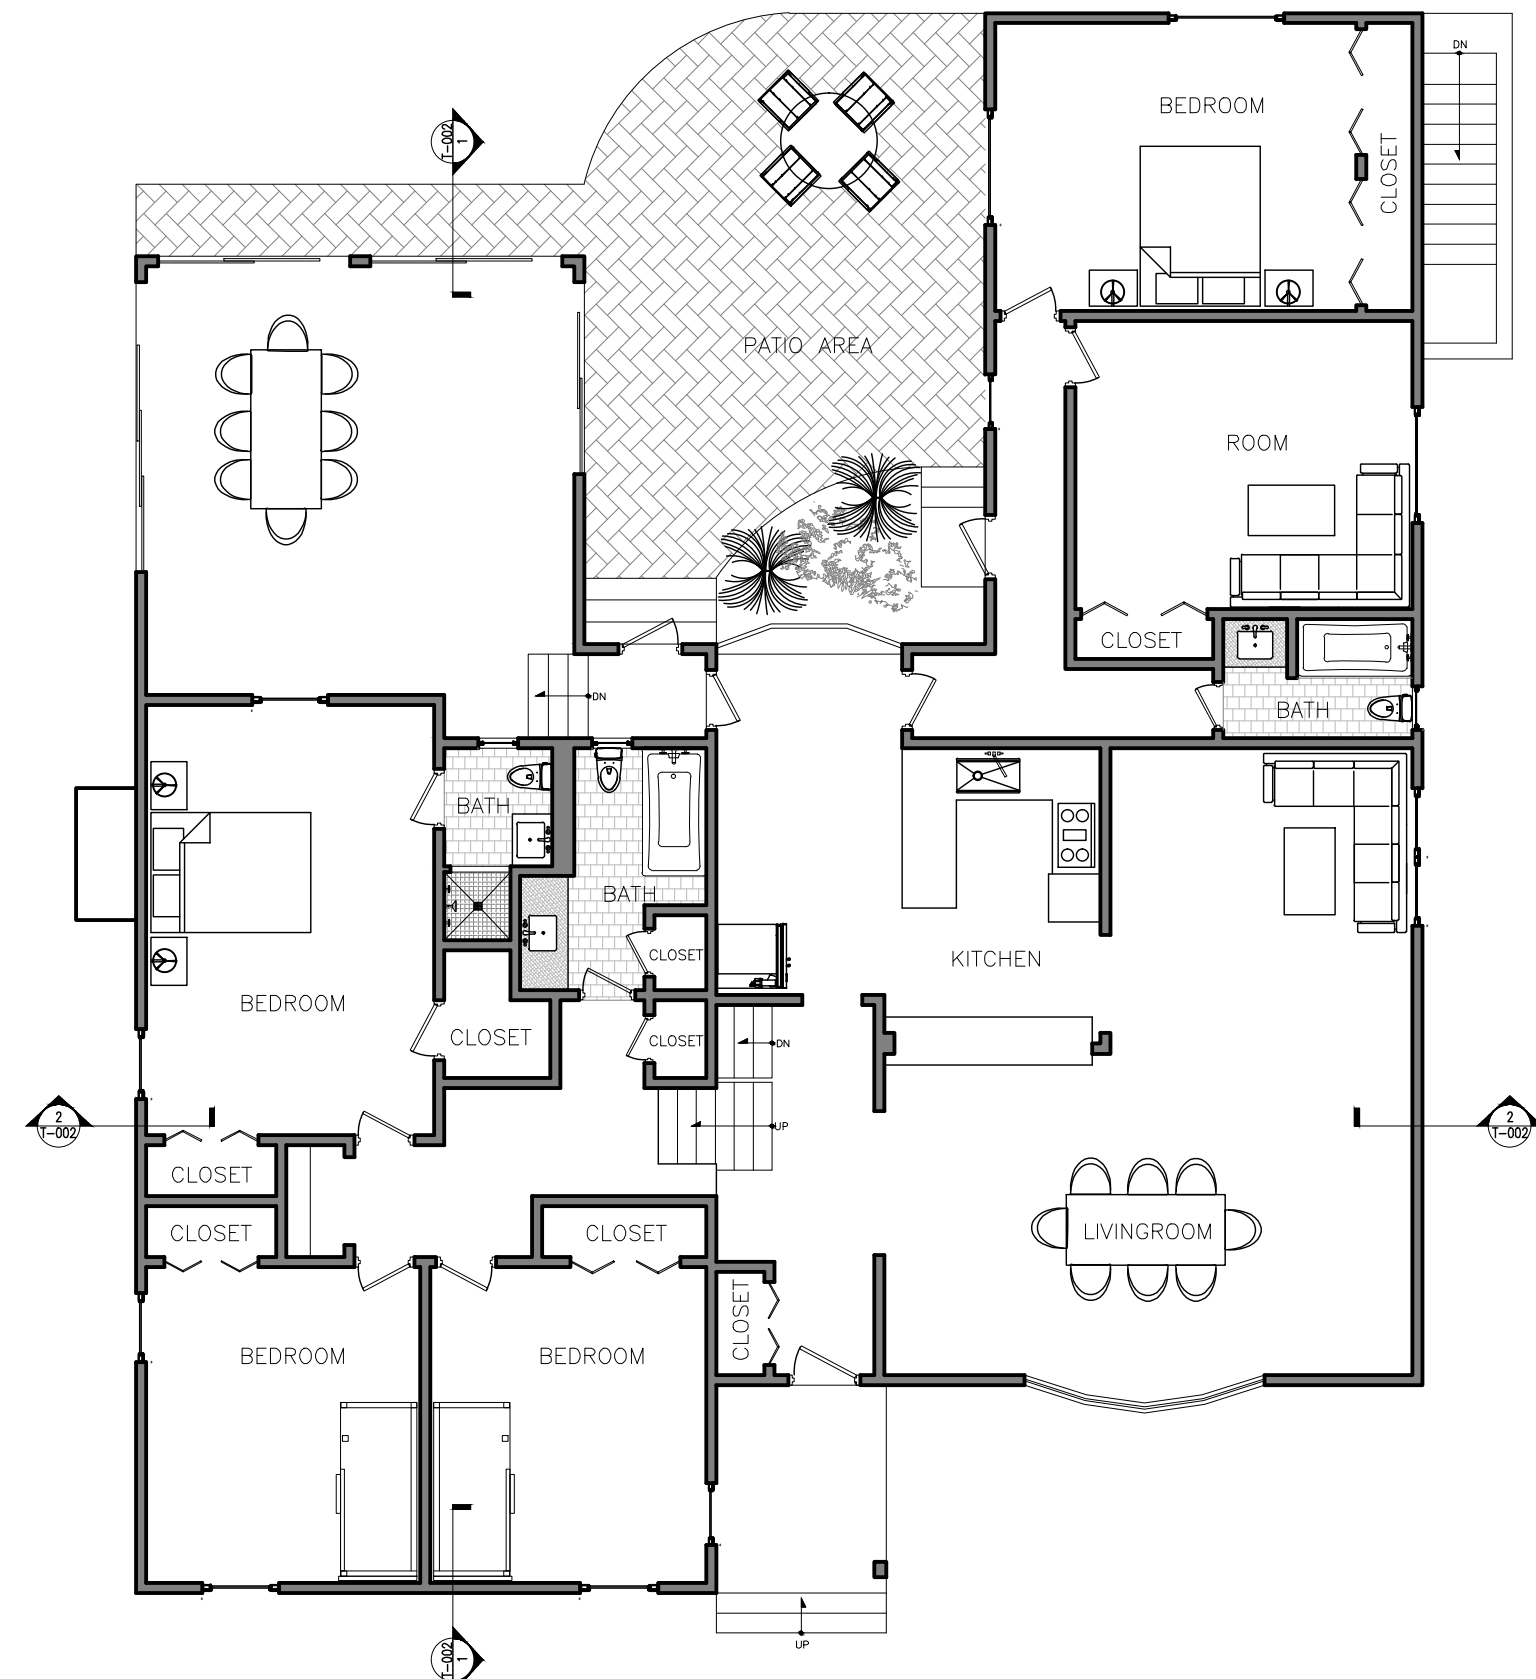 DN
BEDROOM
CLOSET
T-002
1
PATIO AREA
ROOM
CLOSET
BATH
DN
BATH
BATH
CLOSET
KITCHEN
BEDROOM
CLOSET
CLOSET
DN
2
T-002
UP
2
T-002
CLOSET
CLOSET
CLOSET
LIVINGROOM
CLOSET
BEDROOM
BEDROOM
UP
T-002
1